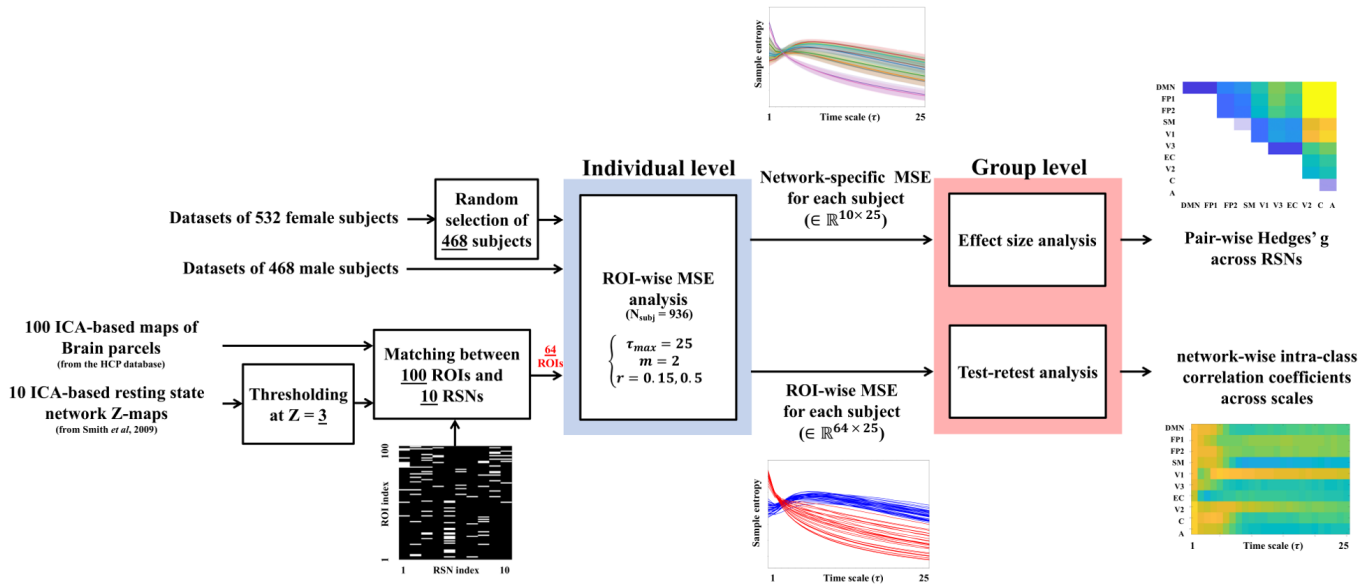 Sample entropy
1
Time scale (τ)
25
Datasets of 532 female subjects
Random
selection of
468 subjects
Datasets of 468 male subjects
100 ICA-based maps of
Brain parcels
(from the HCP database)
10 ICA-based resting state
network Z-maps
(from Smith et al, 2009)
Thresholding
at Z = 3
Matching between
100 ROIs and
10 RSNs
64
ROIs
ROI index
100
1
1
RSN index
10
Individual level
ROI-wise MSE
analysis
(N_subj = 936)
τ_max = 25
m = 2
r = 0.15, 0.5
Network-specific MSE
for each subject
(∈ ℝ^10 × 25)
ROI-wise MSE
for each subject
(∈ ℝ^64 × 25)
Sample entropy
1
Time scale (τ)
25
Group level
Effect size analysis
Test-retest analysis
DMN
FP1
FP2
SM
V1
V3
EC
V2
C
A
DMN FP1 FP2 SM V1 V3 EC V2 C A
Pair-wise Hedges’ g
across RSNs
network-wise intra-class
correlation coefficients
across scales
DMN
FP1
FP2
SM
V1
V3
EC
V2
C
A
1
Time scale (τ)
25